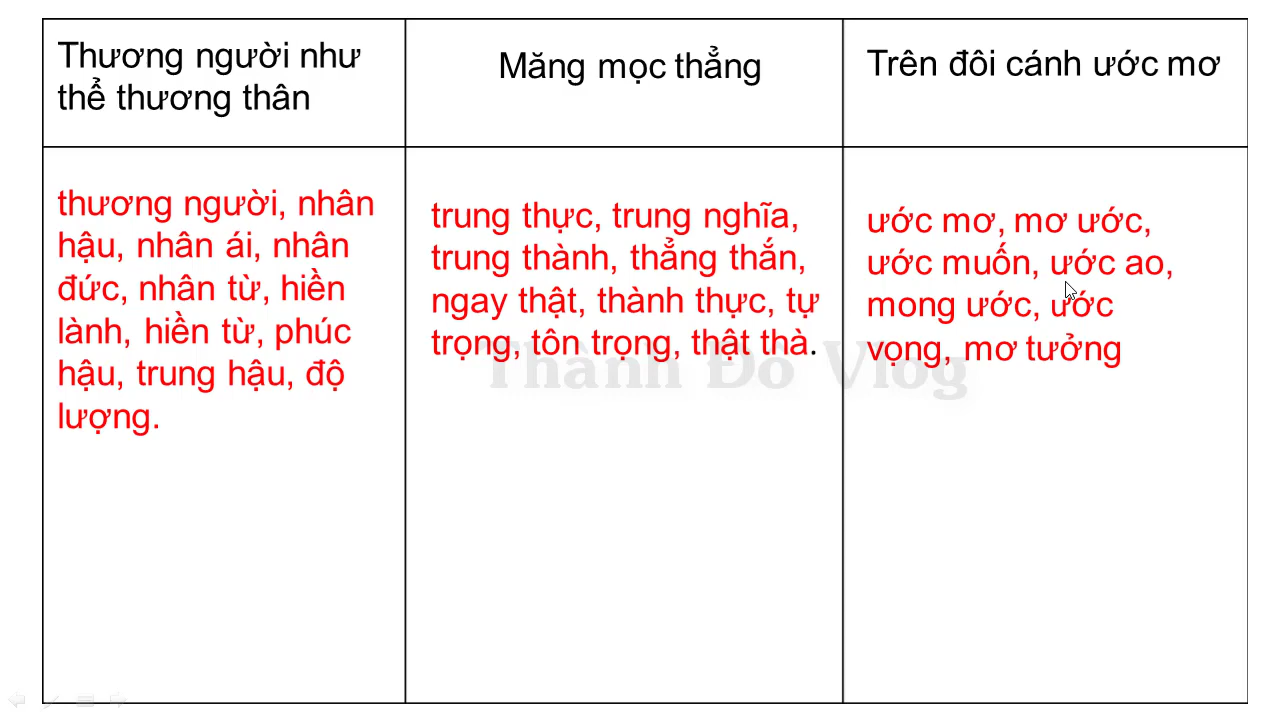 Thương người như
thể thương thân
Măng mọc thẳng
Trên đôi cánh ước mơ
thương người, nhân
hậu, nhân ái, nhân
đức, nhân từ, hiền
lành, hiền từ, phúc
hậu, trung hậu, độ
lượng.
trung thực, trung nghĩa,
trung thành, thẳng thắn,
ngay thật, thành thực, tự
trọng, tôn trọng, thật thà.
ước mơ, mơ ước,
ước muốn, ước ao,
mong ước, ước
vọng, mơ tưởng
Thành Đo Vlog